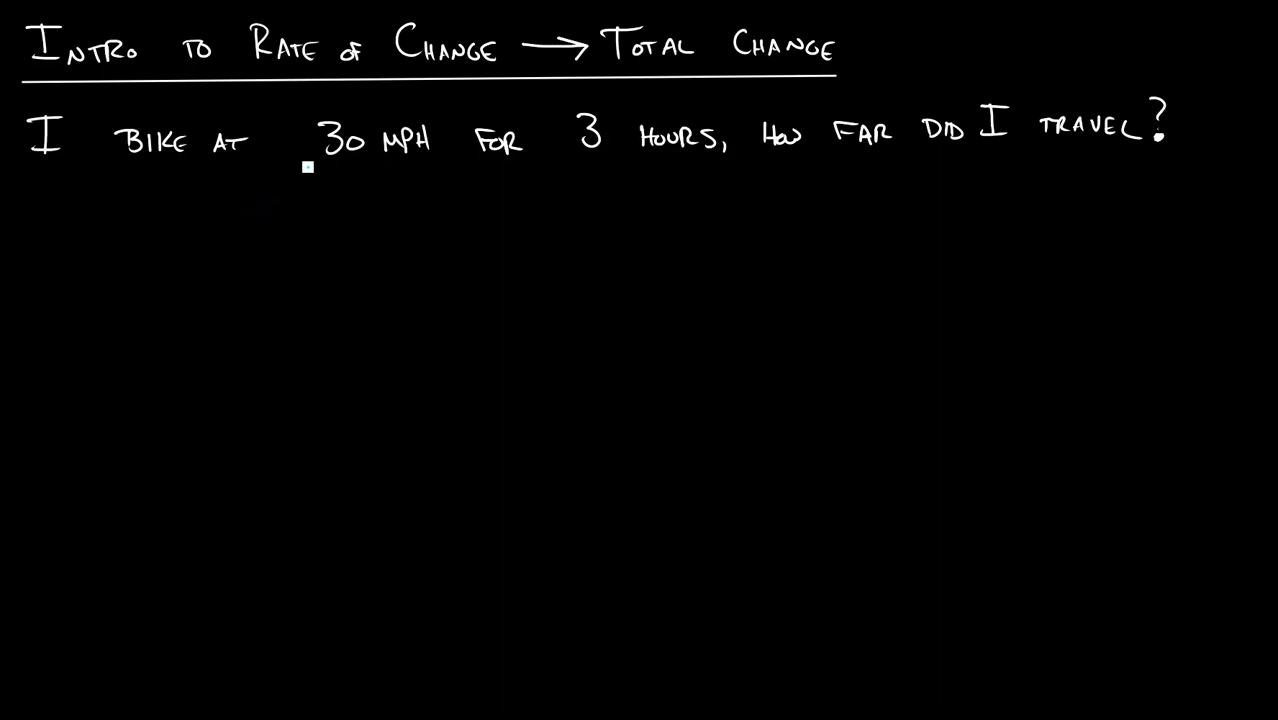 INTRO TO RATE OF CHANGE → TOTAL CHANGE
I BIKE AT 30 MPH FOR 3 HOURS, HOW FAR DID I TRAVEL?